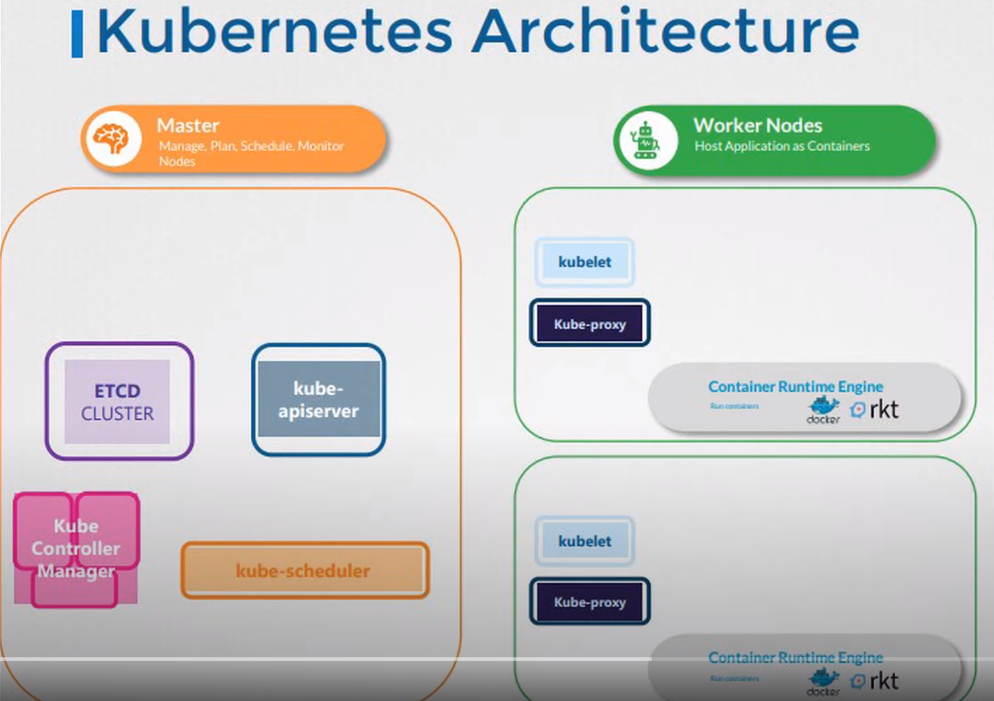 Kubernetes Architecture
Master
Manage, Plan, Schedule, Monitor
Nodes
Worker Nodes
Host Application as Containers
ETCD
CLUSTER
kube-
apiserver
Kube
Controller
Manager
kube-scheduler
kubelet
Kube-proxy
Container Runtime Engine
Run containers
docker
rkt
kubelet
Kube-proxy
Container Runtime Engine
Run containers
docker
rkt